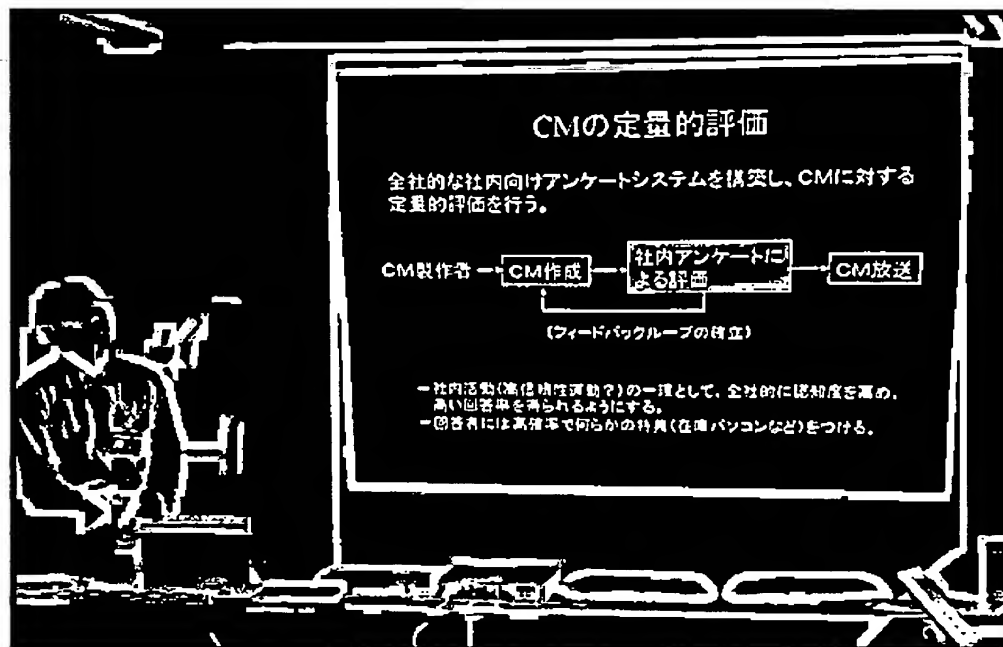 CMの定量的評価
全社的な社内向けアンケートシステムを構築し、CMに対する
定量的評価を行う。
CM製作者
CM作成
社内アンケートに
よる評価
CM放送
(フィードバックループの確立)
－社内活動(高信頼性運動?)の一環として、全社的に認知度を高め、
高い回答率を得られるようにする。
－回答者には高確率で何らかの特典(在庫パソコンなど)をつける。